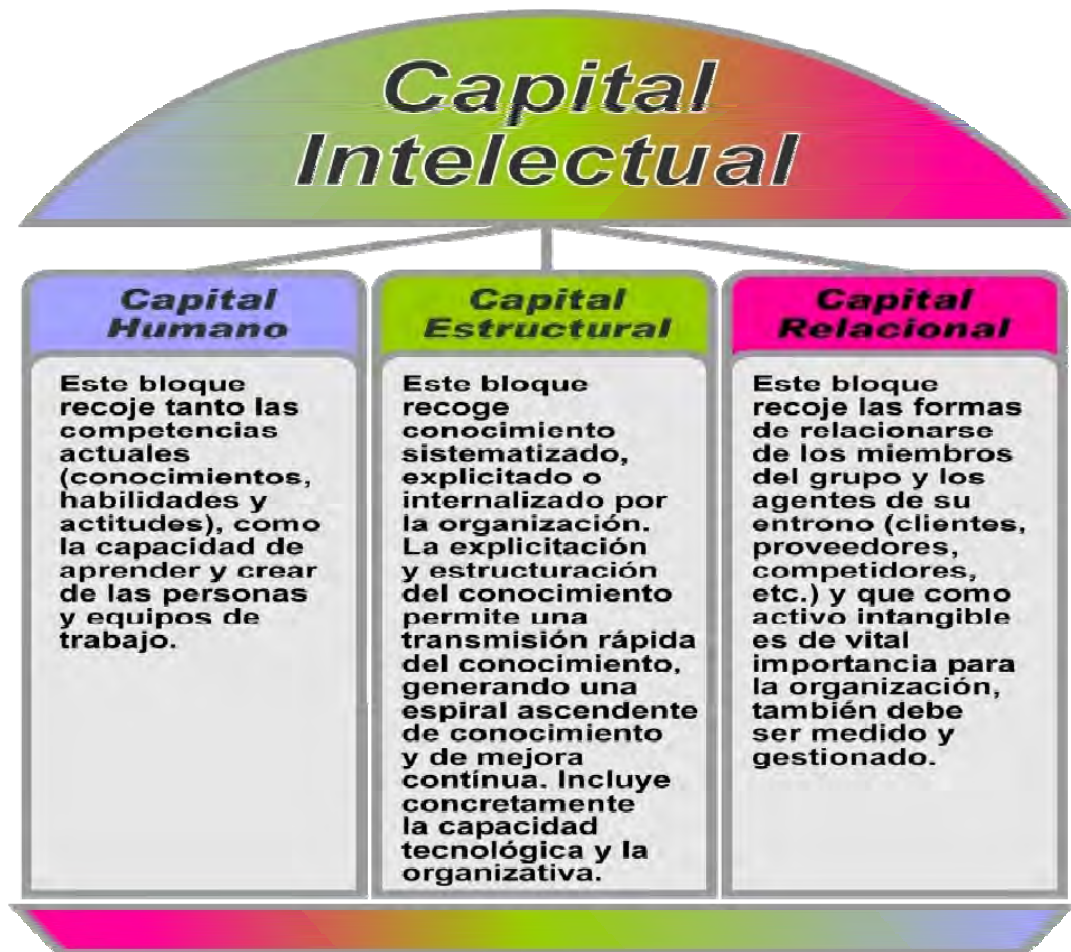 Capital
Intelectual
Capital
Humano
Este bloque
recoje tanto las
competencias
actuales
(conocimientos,
habilidades y
actitudes), como
la capacidad de
aprender y crear
de las personas
y equipos de
trabajo.
Capital
Estructural
Este bloque
recoge
conocimiento
sistematizado,
explicitado o
internalizado por
la organización.
La explicitación
y estructuración
del conocimiento
permite una
transmisión rápida
del conocimiento,
generando una
espiral ascendente
de conocimiento
y de mejora
contínua. Incluye
concretamente
la capacidad
tecnológica y la
organizativa.
Capital
Relacional
Este bloque
recoje las formas
de relacionarse
de los miembros
del grupo y los
agentes de su
entrono (clientes,
proveedores,
competidores,
etc.) y que como
activo intangible
es de vital
importancia para
la organización,
también debe
ser medido y
gestionado.